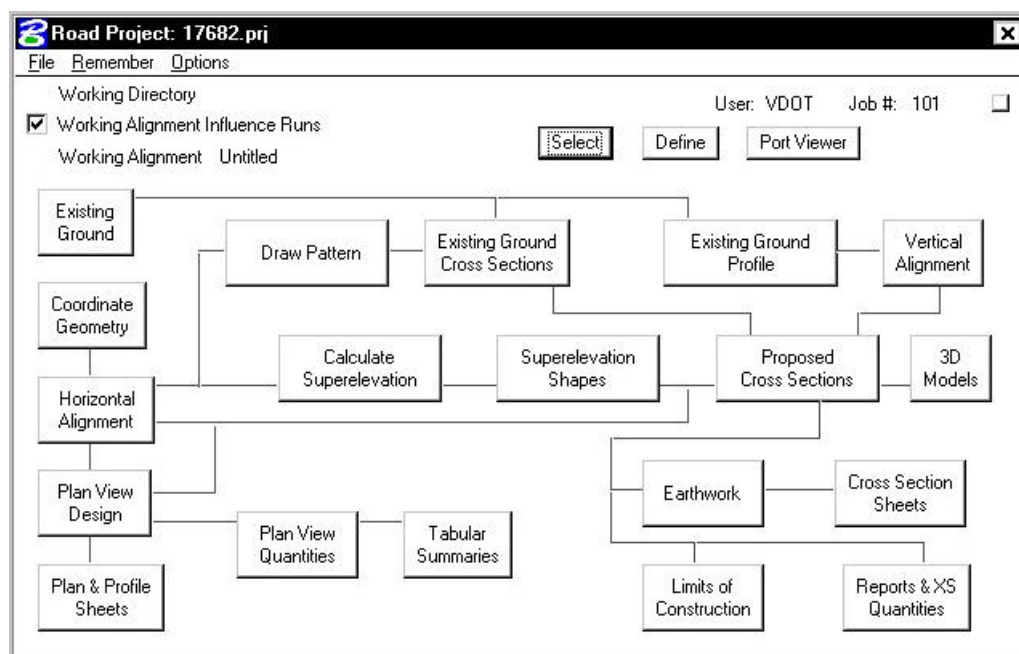 Road Project: 17682.prj
File Remember Options
Working Directory
User: VDOT Job #: 101
Working Alignment Influence Runs
Select Define Port Viewer
Working Alignment Untitled
Existing
Ground
Draw Pattern
Existing Ground
Cross Sections
Existing Ground
Profile
Vertical
Alignment
Coordinate
Geometry
Calculate
Superelevation
Superelevation
Shapes
Proposed
Cross Sections
3D
Models
Horizontal
Alignment
Plan View
Design
Earthwork
Cross Section
Sheets
Plan View
Quantities
Tabular
Summaries
Plan & Profile
Sheets
Limits of
Construction
Reports & XS
Quantities